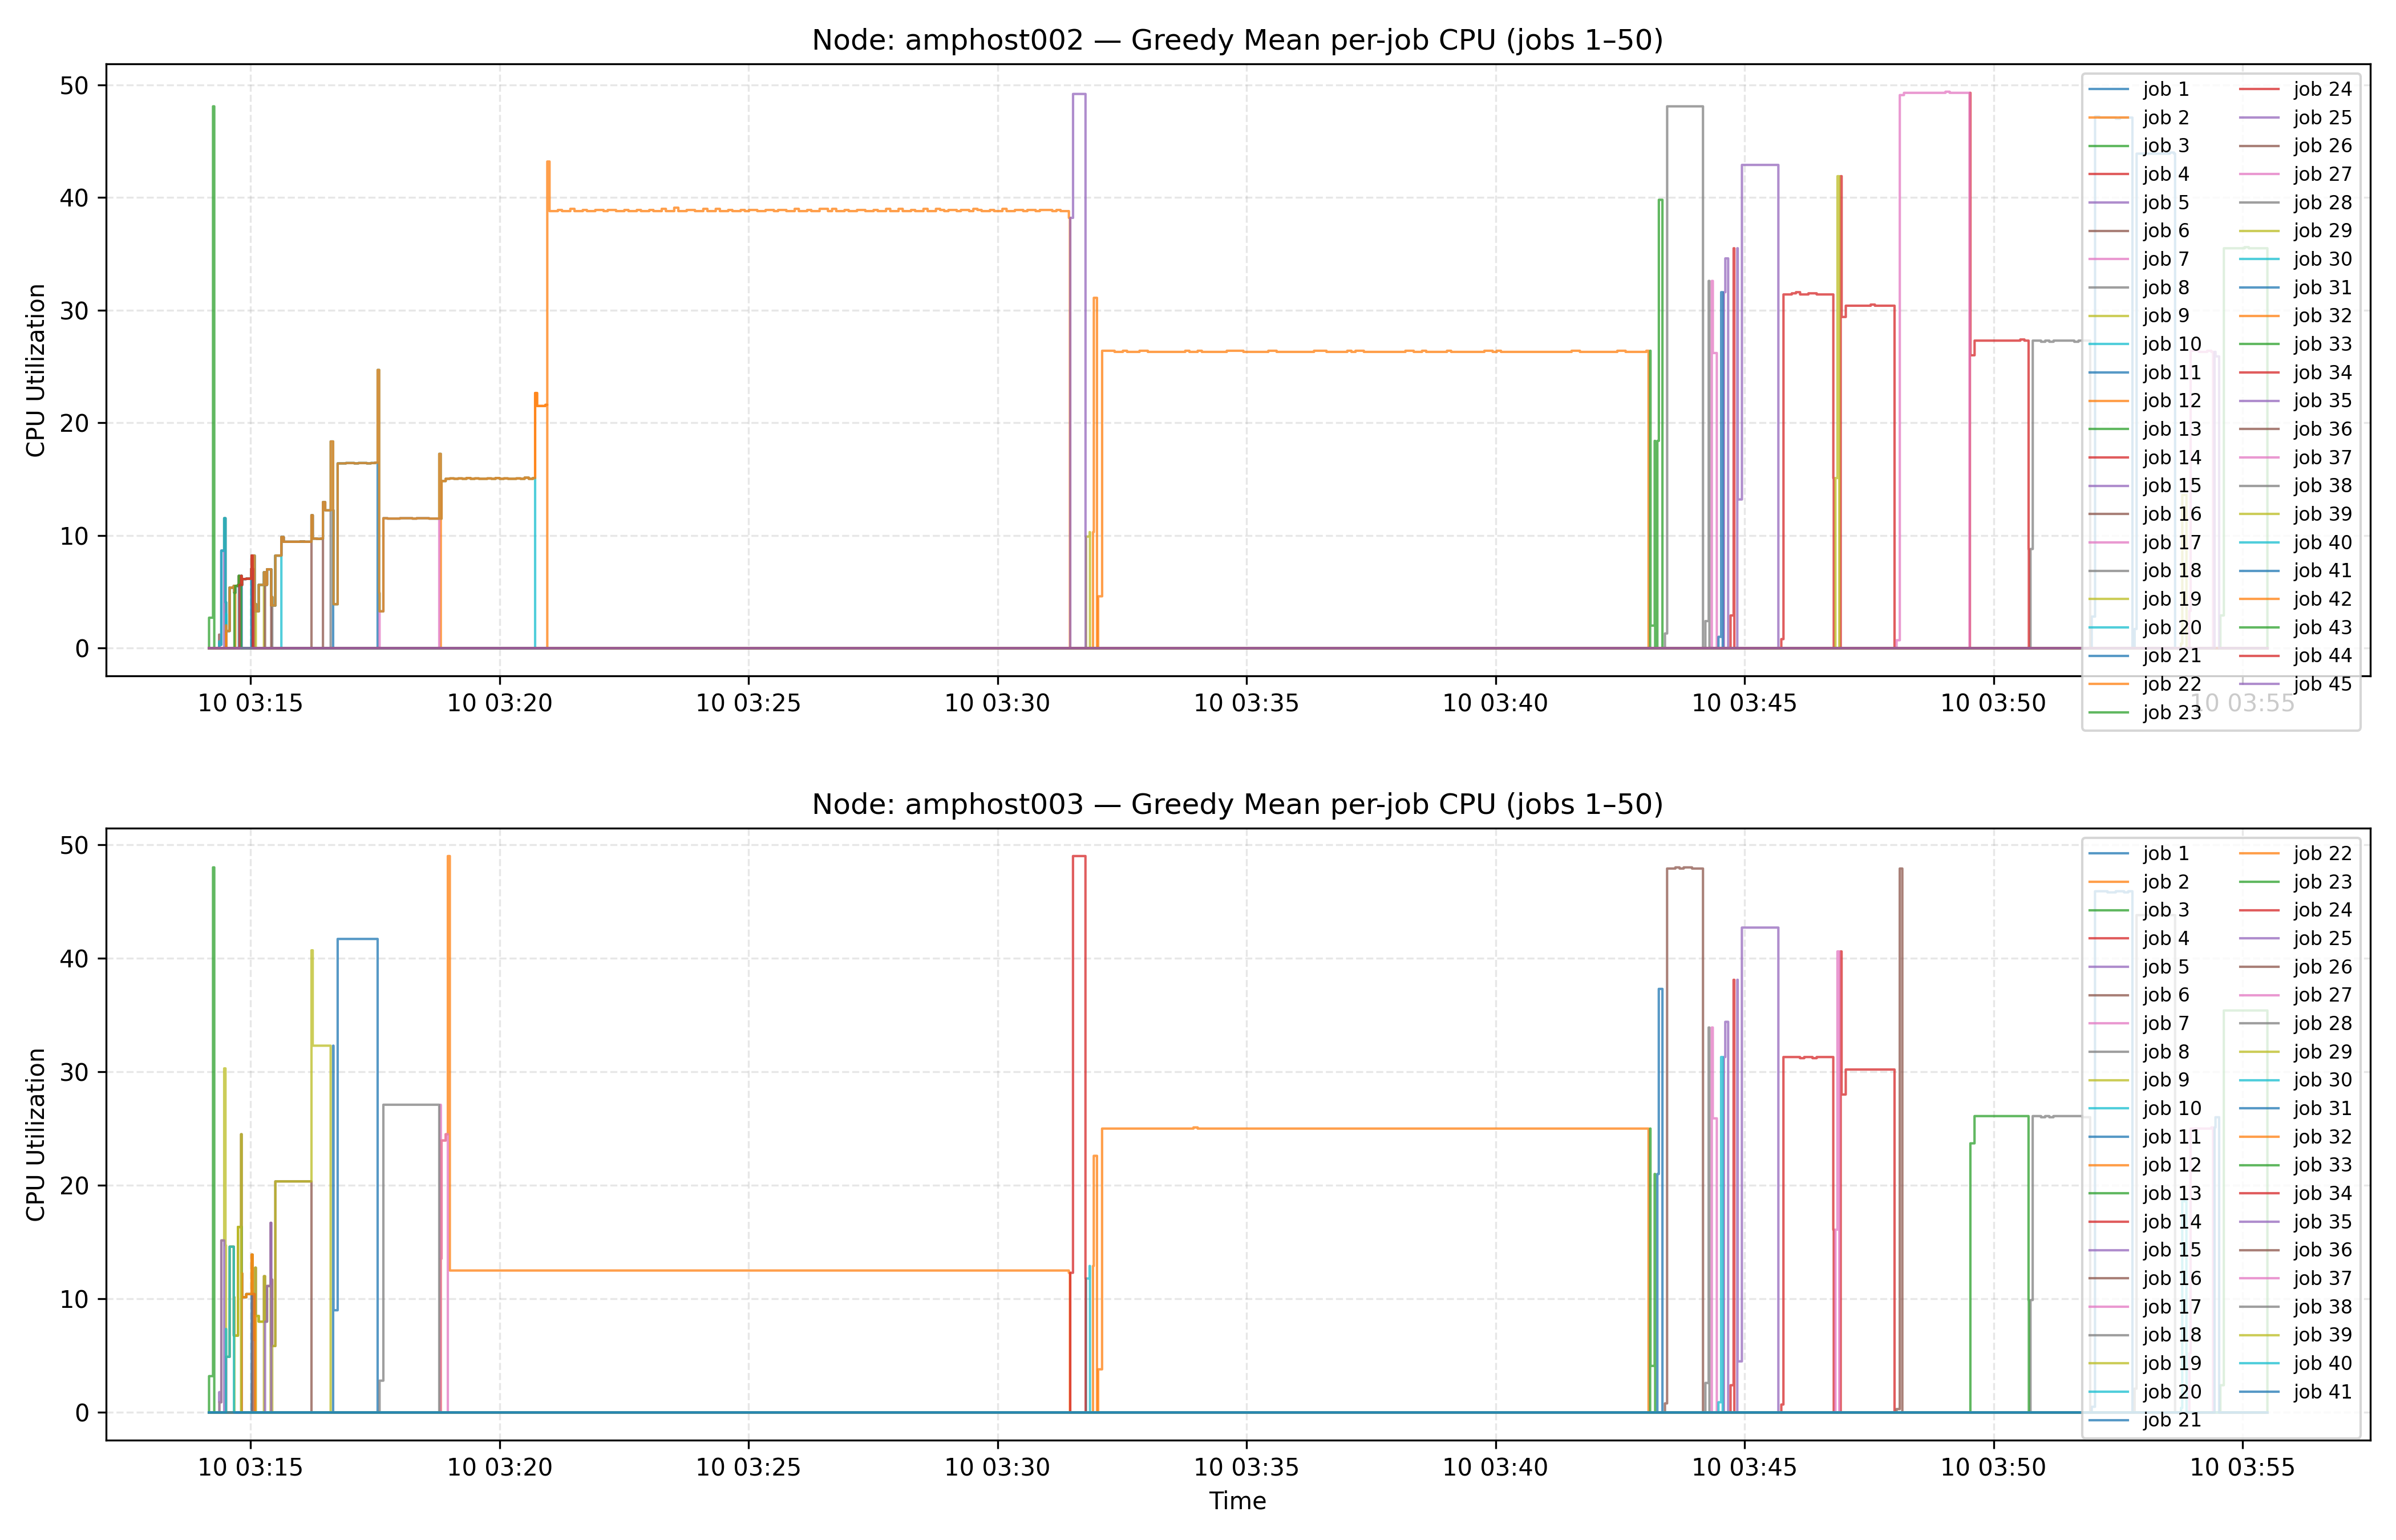 Node: amphost002 — Greedy Mean per-job CPU (jobs 1–50)
CPU Utilization
50
40
30
20
10
0
10 03:15
10 03:20
10 03:25
10 03:30
10 03:35
10 03:40
10 03:45
10 03:50
10 03:55
job 1
job 2
job 3
job 4
job 5
job 6
job 7
job 8
job 9
job 10
job 11
job 12
job 13
job 14
job 15
job 16
job 17
job 18
job 19
job 20
job 21
job 22
job 23
job 24
job 25
job 26
job 27
job 28
job 29
job 30
job 31
job 32
job 33
job 34
job 35
job 36
job 37
job 38
job 39
job 40
job 41
job 42
job 43
job 44
job 45
Node: amphost003 — Greedy Mean per-job CPU (jobs 1–50)
CPU Utilization
50
40
30
20
10
0
10 03:15
10 03:20
10 03:25
10 03:30
10 03:35
10 03:40
10 03:45
10 03:50
10 03:55
Time
job 1
job 2
job 3
job 4
job 5
job 6
job 7
job 8
job 9
job 10
job 11
job 12
job 13
job 14
job 15
job 16
job 17
job 18
job 19
job 20
job 21
job 22
job 23
job 24
job 25
job 26
job 27
job 28
job 29
job 30
job 31
job 32
job 33
job 34
job 35
job 36
job 37
job 38
job 39
job 40
job 41